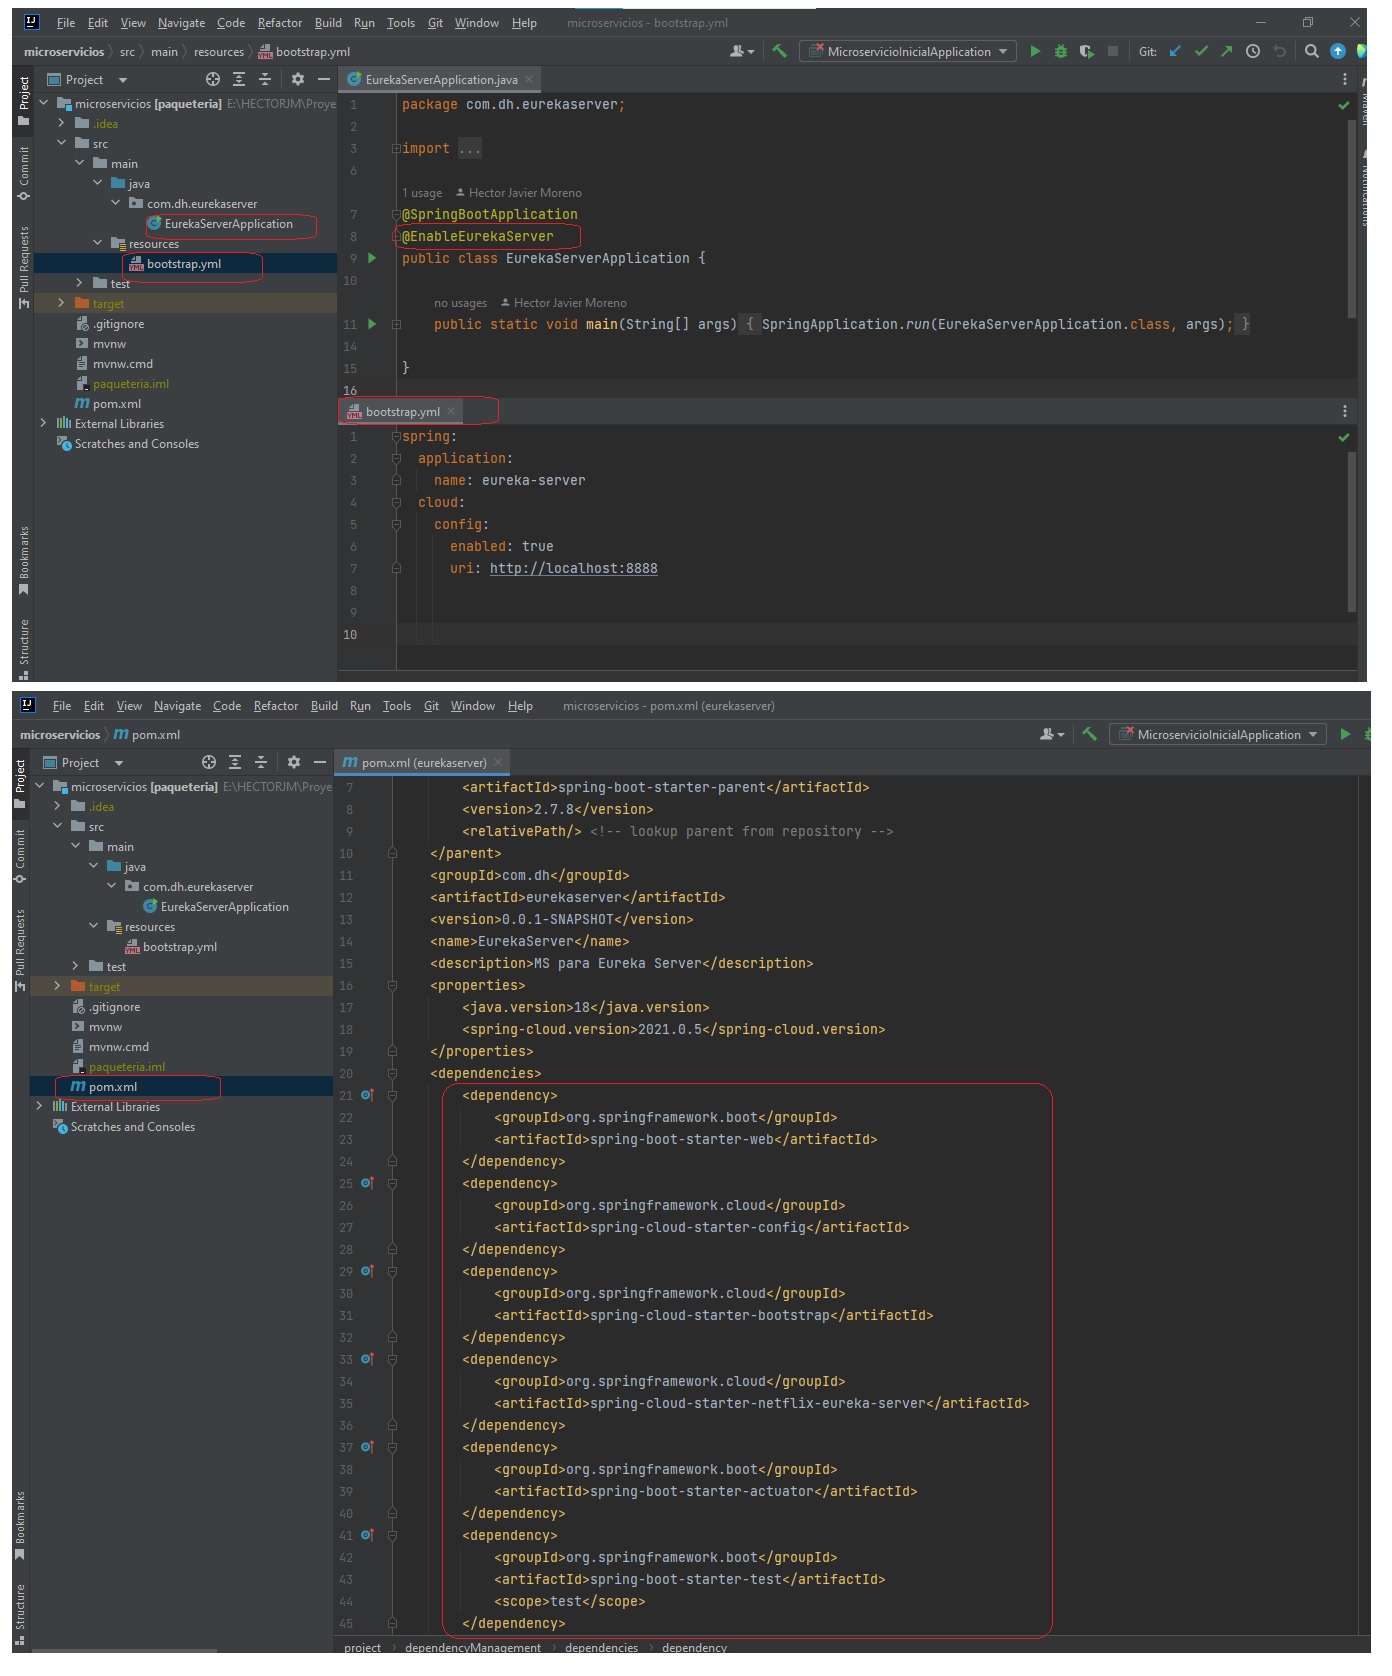 File Edit View Navigate Code Refactor Build Run Tools Git Window Help microservicios - bootstrap.yml
microservicios src main resources bootstrap.yml MicroservicioInicialApplication Git:
Project
EurekaServerApplication.java
microservicios [paqueteria] E:\HECTORJM\Proye
.idea
src
main
java
com.dh.eurekaserver
EurekaServerApplication
resources
bootstrap.yml
test
target
.gitignore
mvnw
mvnw.cmd
paqueteria.iml
pom.xml
External Libraries
Scratches and Consoles
Project
Commit
Pull Requests
Bookmarks
Structure
1 package com.dh.eurekaserver;
2
3 import ...
6
1 usage Hector Javier Moreno
7 @SpringBootApplication
8 @EnableEurekaServer
9 public class EurekaServerApplication {
10
no usages Hector Javier Moreno
11 public static void main(String[] args) { SpringApplication.run(EurekaServerApplication.class, args); }
14
15 }
16
bootstrap.yml
1 spring:
2 application:
3 name: eureka-server
4 cloud:
5 config:
6 enabled: true
7 uri: http://localhost:8888
8
9
10
File Edit View Navigate Code Refactor Build Run Tools Git Window Help microservicios - pom.xml (eurekaserver)
microservicios pom.xml MicroservicioInicialApplication
Project
pom.xml (eurekaserver)
microservicios [paqueteria] E:\HECTORJM\Proye
.idea
src
main
java
com.dh.eurekaserver
EurekaServerApplication
resources
bootstrap.yml
test
target
.gitignore
mvnw
mvnw.cmd
paqueteria.iml
pom.xml
External Libraries
Scratches and Consoles
Project
Commit
Pull Requests
Bookmarks
Structure
7 <artifactId>spring-boot-starter-parent</artifactId>
8 <version>2.7.8</version>
9 <relativePath/> <!-- lookup parent from repository -->
10 </parent>
11 <groupId>com.dh</groupId>
12 <artifactId>eurekaserver</artifactId>
13 <version>0.0.1-SNAPSHOT</version>
14 <name>EurekaServer</name>
15 <description>MS para Eureka Server</description>
16 <properties>
17 <java.version>18</java.version>
18 <spring-cloud.version>2021.0.5</spring-cloud.version>
19 </properties>
20 <dependencies>
21 <dependency>
22 <groupId>org.springframework.boot</groupId>
23 <artifactId>spring-boot-starter-web</artifactId>
24 </dependency>
25 <dependency>
26 <groupId>org.springframework.cloud</groupId>
27 <artifactId>spring-cloud-starter-config</artifactId>
28 </dependency>
29 <dependency>
30 <groupId>org.springframework.cloud</groupId>
31 <artifactId>spring-cloud-starter-bootstrap</artifactId>
32 </dependency>
33 <dependency>
34 <groupId>org.springframework.cloud</groupId>
35 <artifactId>spring-cloud-starter-netflix-eureka-server</artifactId>
36 </dependency>
37 <dependency>
38 <groupId>org.springframework.boot</groupId>
39 <artifactId>spring-boot-starter-actuator</artifactId>
40 </dependency>
41 <dependency>
42 <groupId>org.springframework.boot</groupId>
43 <artifactId>spring-boot-starter-test</artifactId>
44 <scope>test</scope>
45 </dependency>
project dependencyManagement dependencies dependency